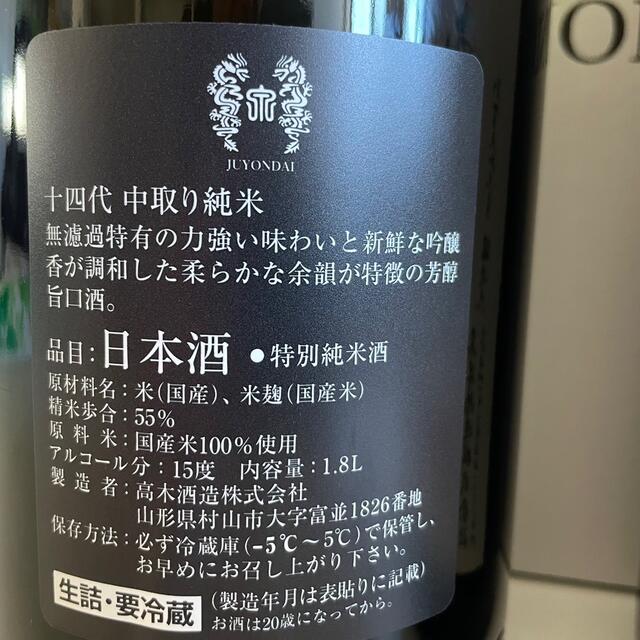 JUYONDAI
十四代 中取り純米
無濾過特有の力強い味わいと新鮮な吟醸
香が調和した柔らかな余韻が特徴の芳醇
旨口酒。
品目：日本酒 ●特別純米酒
原材料名：米（国産）、米麹（国産米）
精米歩合：55％
原料米：国産米100％使用
アルコール分：15度 内容量：1.8L
製造者：高木酒造株式会社
山形県村山市大字富並1826番地
保存方法：必ず冷蔵庫（−5℃〜5℃）で保管し、
お早めにお召し上がり下さい。
生詰・要冷蔵
（製造年月は表貼りに記載）
お酒は20歳になってから。